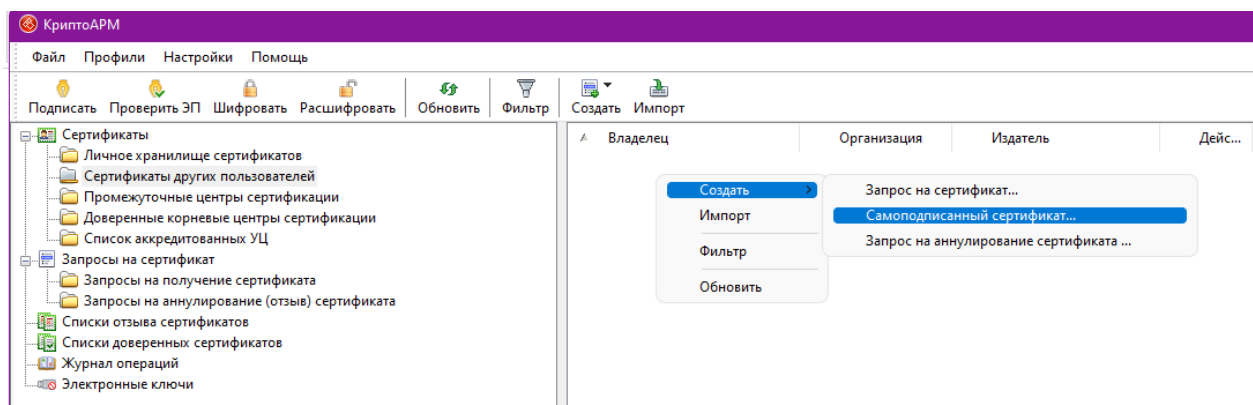 КриптоАРМ
Файл Профили Настройки Помощь
Подписать Проверить ЭП Шифровать Расшифровать Обновить Фильтр Создать Импорт
Сертификаты
Личное хранилище сертификатов
Сертификаты других пользователей
Промежуточные центры сертификации
Доверенные корневые центры сертификации
Список аккредитованных УЦ
Запросы на сертификат
Запросы на получение сертификата
Запросы на аннулирование (отзыв) сертификата
Списки отзыва сертификатов
Списки доверенных сертификатов
Журнал операций
Электронные ключи
Владелец Организация Издатель Дейс...
Создать
Импорт
Фильтр
Обновить
Запрос на сертификат...
Самоподписанный сертификат...
Запрос на аннулирование сертификата ...